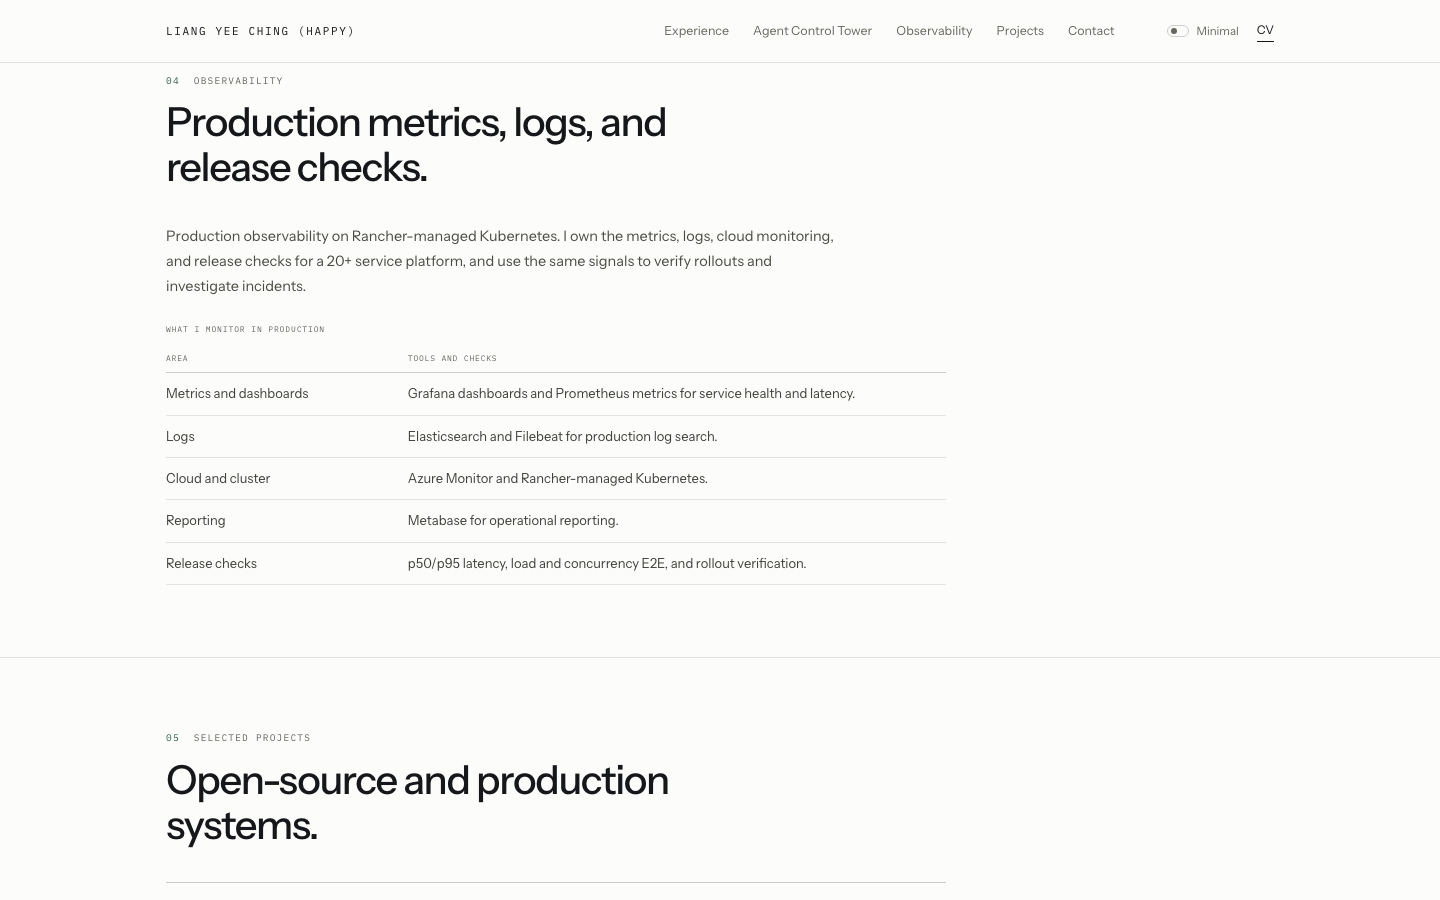 LIANG YEE CHING (HAPPY)
Experience
Agent Control Tower
Observability
Projects
Contact
Minimal
CV
04 OBSERVABILITY
Production metrics, logs, and
release checks.
Production observability on Rancher-managed Kubernetes. I own the metrics, logs, cloud monitoring,
and release checks for a 20+ service platform, and use the same signals to verify rollouts and
investigate incidents.
WHAT I MONITOR IN PRODUCTION
AREA TOOLS AND CHECKS
Metrics and dashboards Grafana dashboards and Prometheus metrics for service health and latency.
Logs Elasticsearch and Filebeat for production log search.
Cloud and cluster Azure Monitor and Rancher-managed Kubernetes.
Reporting Metabase for operational reporting.
Release checks p50/p95 latency, load and concurrency E2E, and rollout verification.
05 SELECTED PROJECTS
Open-source and production
systems.